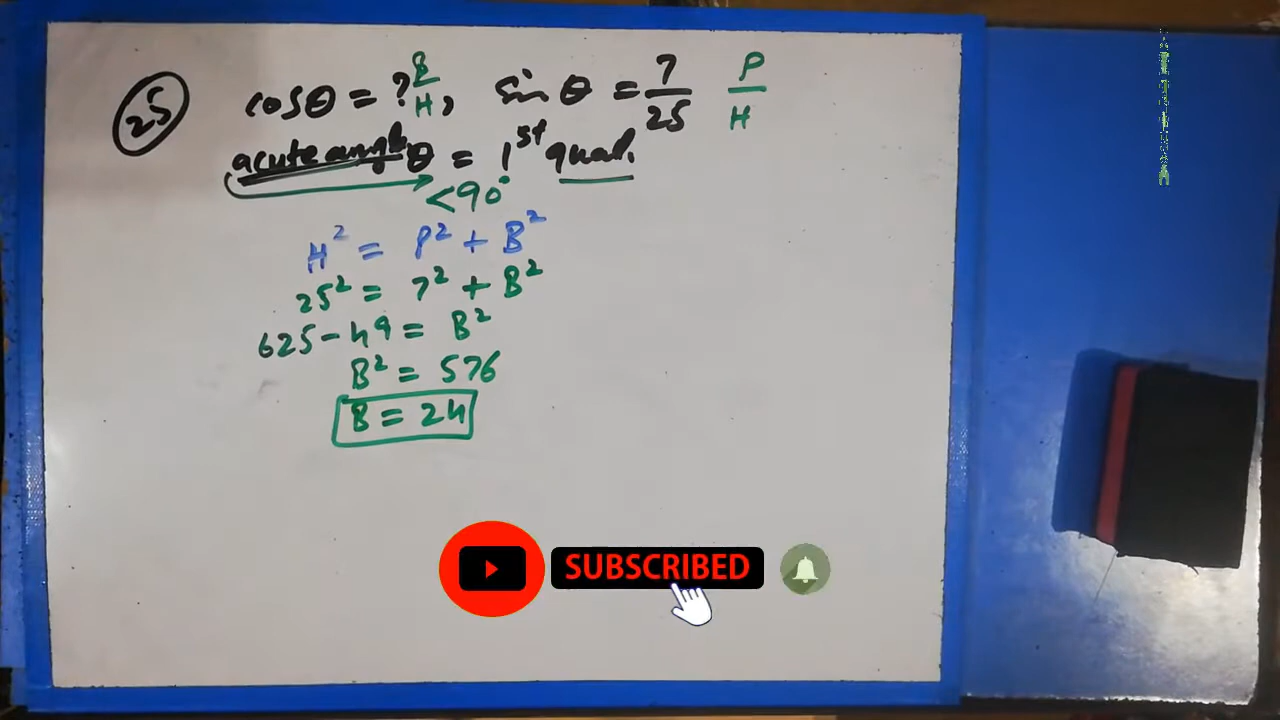 25 cosθ = ? B/H, sin θ = 7/25 P/H
acute angle θ = 1st quad.
<90°
H² = P² + B²
25² = 7² + B²
625 - 49 = B²
B² = 576
B = 24
SUBSCRIBED